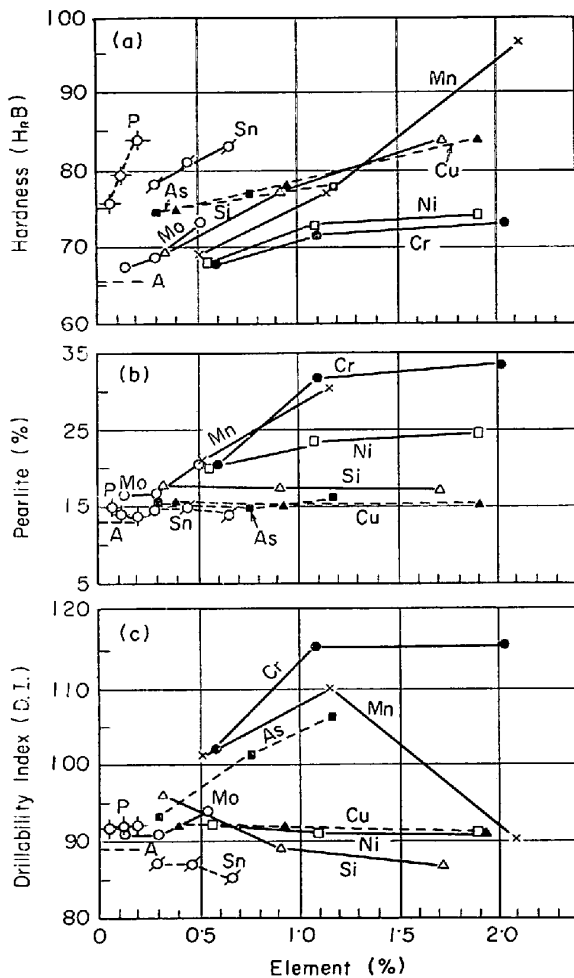 100
(a)
Mn
P
90
Sn
80
As
Si
Cu
Mo
Ni
70
Cr
A
60
Hardness (HRB)
35
(b)
Cr
Mn
25
Ni
Mo
Si
P
15
A
Sn
Cu
As
5
Pearlite (%)
120
(c)
Cr
110
Mn
As
100
P
Mo
Cu
90
A
Ni
Sn
Si
80
Drillability Index (D.I.)
0 0·5 1·0 1·5 2·0
Element (%)